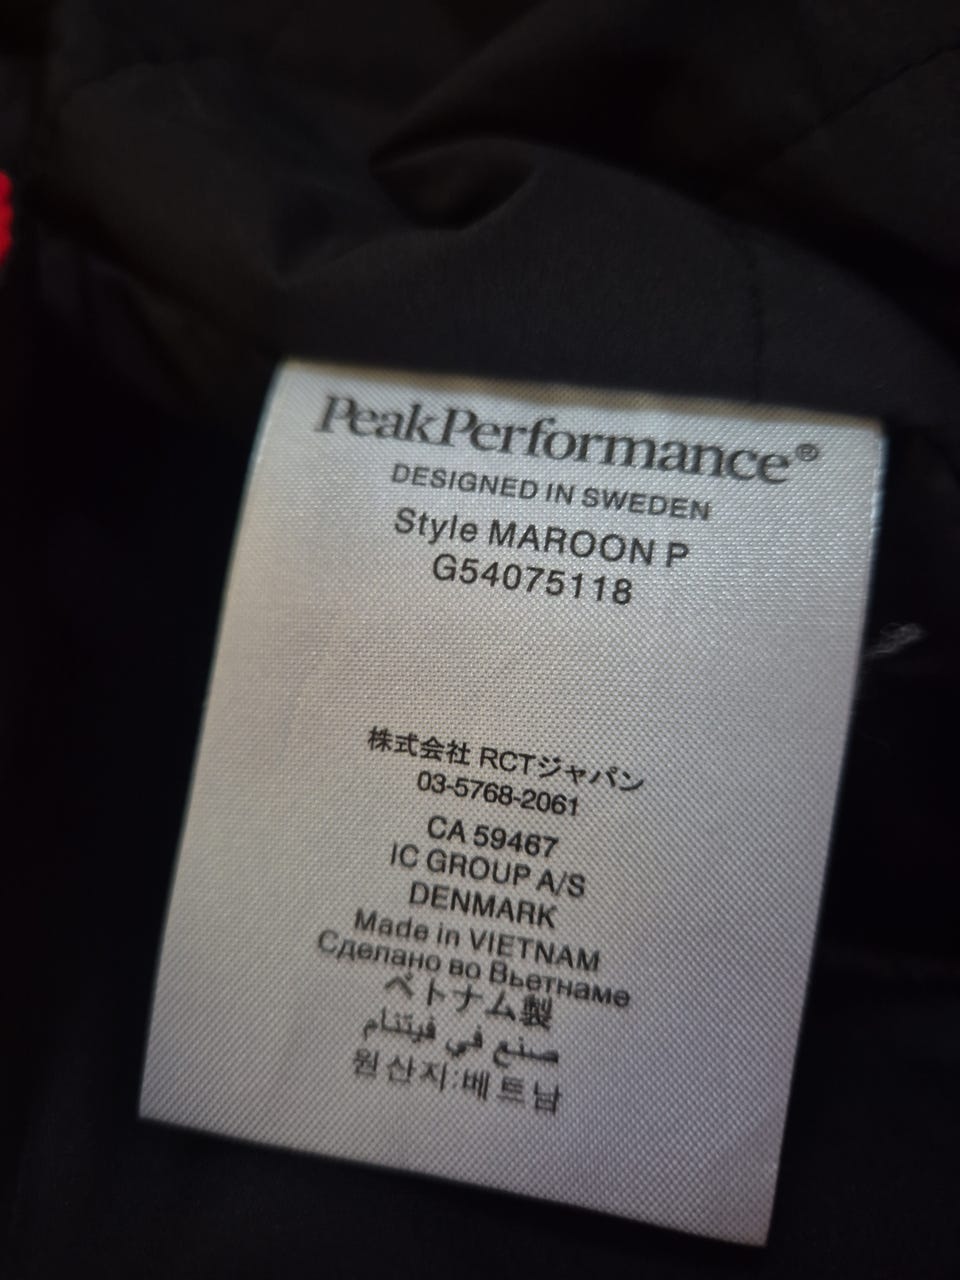 PeakPerformance®
DESIGNED IN SWEDEN
Style MAROON P
G54075118
株式会社 RCTジャパン
03-5768-2061
CA 59467
IC GROUP A/S
DENMARK
Made in VIETNAM
Сделано во Вьетнаме
ベトナム製
صنع في فيتنام
원산지:베트남